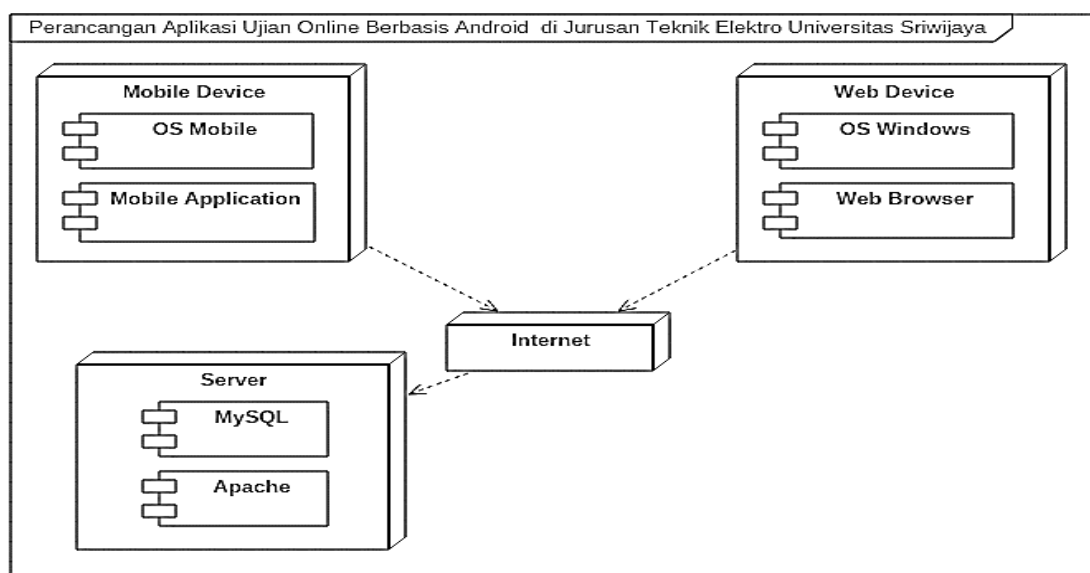 Perancangan Aplikasi Ujian Online Berbasis Android di Jurusan Teknik Elektro Universitas Sriwijaya
Mobile Device
OS Mobile
Mobile Application
Web Device
OS Windows
Web Browser
Internet
Server
MySQL
Apache